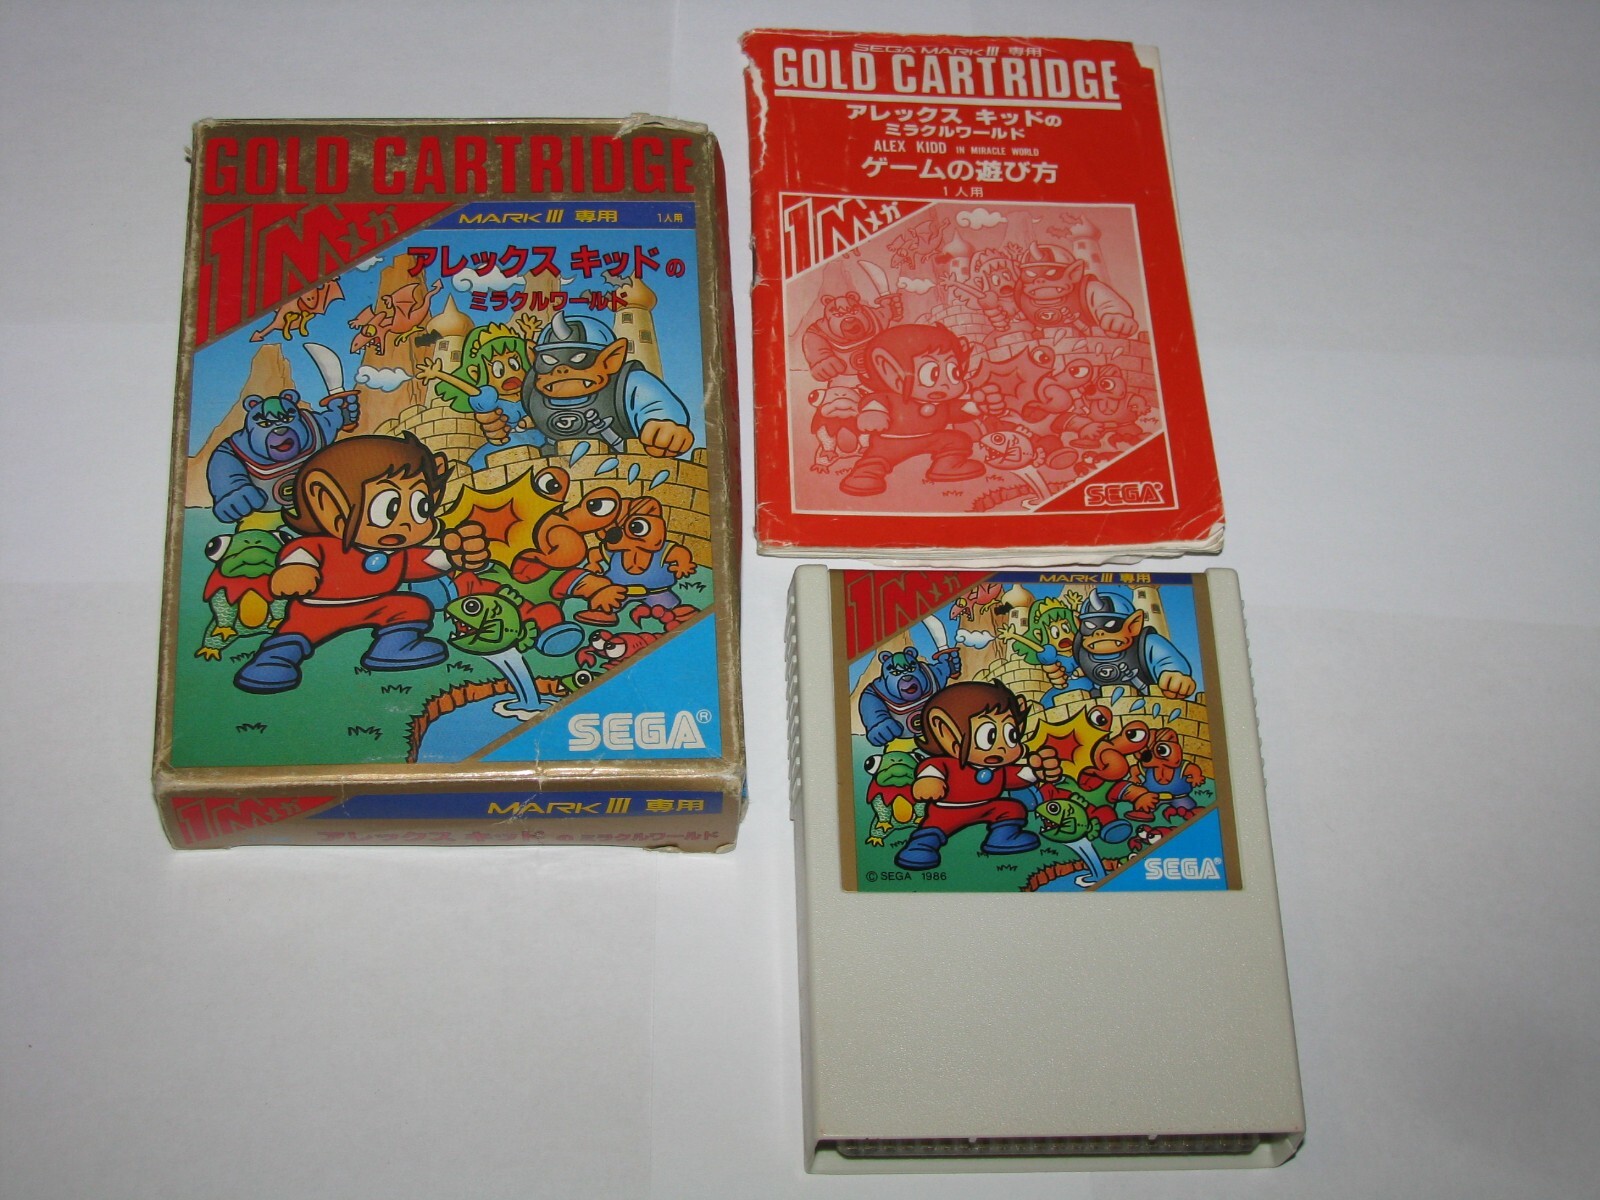 GOLD CARTRIDGE
1Mメガ
MARK III 専用 1人用
アレックス キッドの
ミラクルワールド
SEGA®
1Mメガ
MARK III 専用
アレックス キッド の ミラクルワールド
SEGA MARK III 専用
GOLD CARTRIDGE
アレックス キッドの
ミラクルワールド
ALEX KIDD IN MIRACLE WORLD
ゲームの遊び方
1人用
1Mメガ
SEGA®
1Mメガ
MARK III 専用
© SEGA 1986
SEGA®